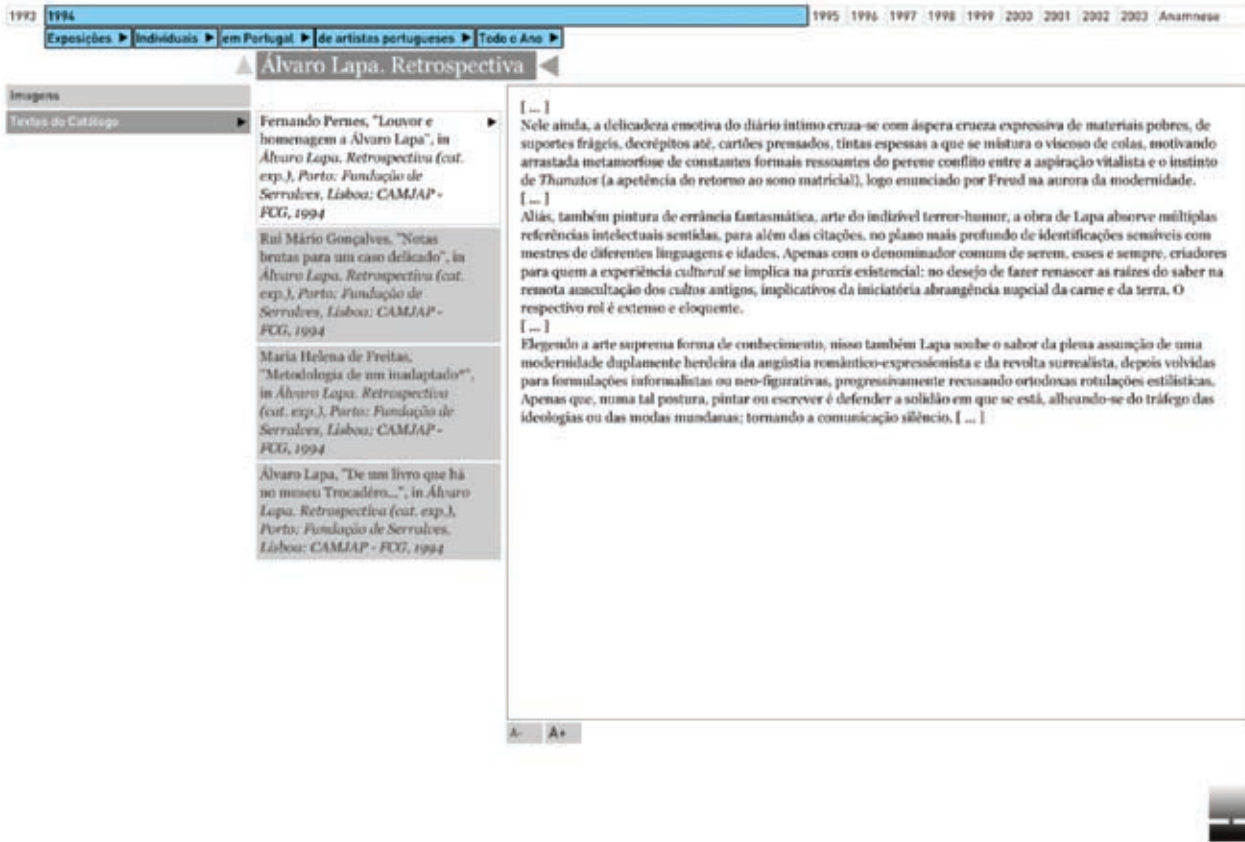 1993 1994 1995 1996 1997 1998 1999 2000 2001 2002 2003 Anamnese
Exposições ▶ Individuais ▶ em Portugal ▶ de artistas portugueses ▶ Todo o Ano ▶
Álvaro Lapa. Retrospectiva
Imagens
Textos do Catálogo
Fernando Pernes, "Louvor e
homenagem a Álvaro Lapa", in
Álvaro Lapa. Retrospectiva (cat.
exp.), Porto: Fundação de
Serralves, Lisboa: CAMJAP -
FCG, 1994
Rui Mário Gonçalves, "Notas
brutas para um caso delicado", in
Álvaro Lapa. Retrospectiva (cat.
exp.), Porto: Fundação de
Serralves, Lisboa: CAMJAP -
FCG, 1994
Maria Helena de Freitas,
"Metodologia de um inadaptado*",
in Álvaro Lapa. Retrospectiva
(cat. exp.), Porto: Fundação de
Serralves, Lisboa: CAMJAP -
FCG, 1994
Álvaro Lapa, "De um livro que há
no museu Trocadéro...", in Álvaro
Lapa. Retrospectiva (cat. exp.),
Porto: Fundação de Serralves,
Lisboa: CAMJAP - FCG, 1994
[ ... ]
Nele ainda, a delicadeza emotiva do diário íntimo cruza-se com áspera crueza expressiva de materiais pobres, de
suportes frágeis, decrépitos até, cartões prensados, tintas espessas a que se mistura o viscoso de colas, motivando
arrastada metamorfose de constantes formais ressoantes do perene conflito entre a aspiração vitalista e o instinto
de Thanatos (a apetência do retorno ao sono matricial), logo enunciado por Freud na aurora da modernidade.
[ ... ]
Aliás, também pintura de errância fantasmática, arte do indizível terror-humor, a obra de Lapa absorve múltiplas
referências intelectuais sentidas, para além das citações, no plano mais profundo de identificações sensíveis com
mestres de diferentes linguagens e idades. Apenas com o denominador comum de serem, esses e sempre, criadores
para quem a experiência cultural se implica na praxis existencial: no desejo de fazer renascer as raízes do saber na
remota auscultação dos cultos antigos, implicativos da iniciatória abrangência nupcial da carne e da terra. O
respectivo rol é extenso e eloquente.
[ ... ]
Elegendo a arte suprema forma de conhecimento, nisso também Lapa soube o sabor da plena assunção de uma
modernidade duplamente herdeira da angústia romântico-expressionista e da revolta surrealista, depois volvidas
para formulações informalistas ou neo-figurativas, progressivamente recusando ortodoxas rotulações estilísticas.
Apenas que, numa tal postura, pintar ou escrever é defender a solidão em que se está, alheando-se do tráfego das
ideologias ou das modas mundanas; tornando a comunicação silêncio. [ ... ]
A- A+